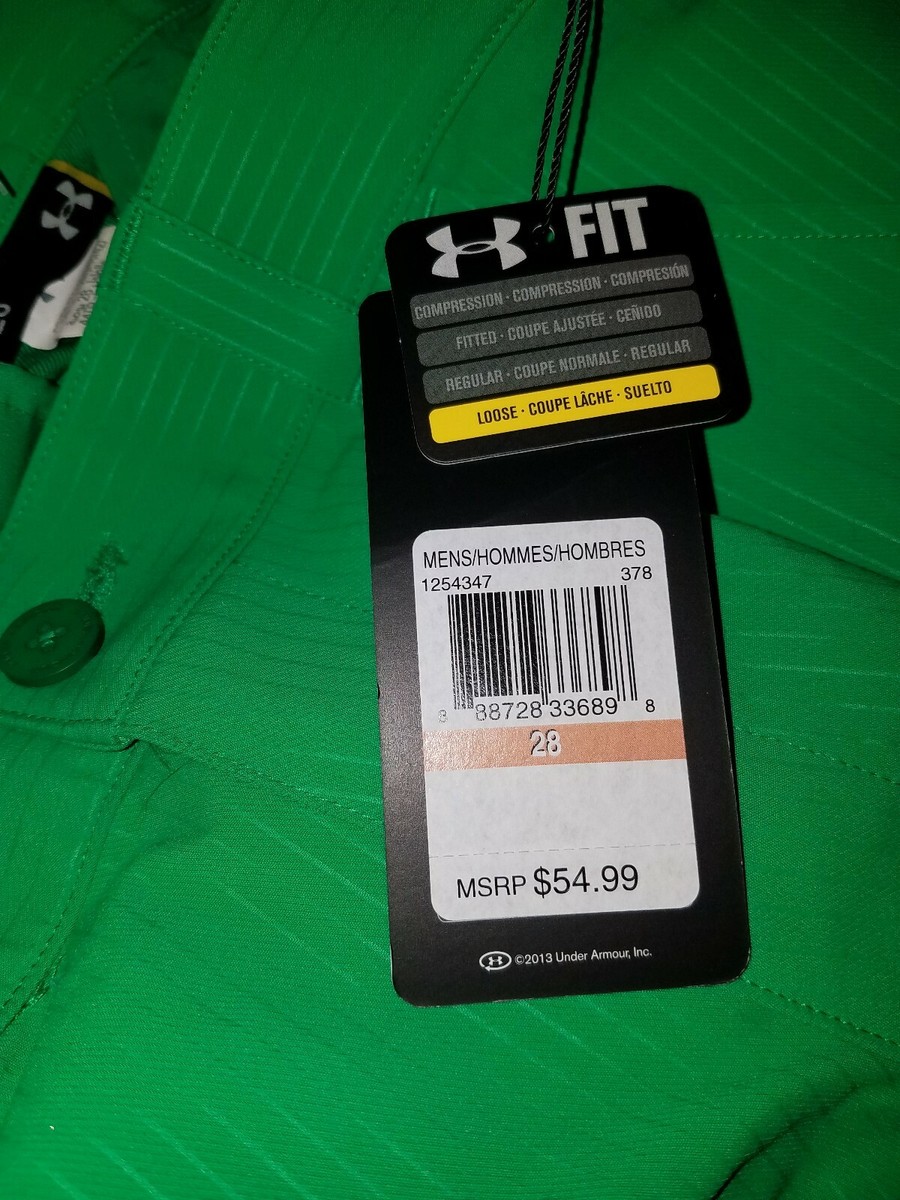 FIT
COMPRESSION · COMPRESSION · COMPRESIÓN
FITTED · COUPE AJUSTÉE · CEÑIDO
REGULAR · COUPE NORMALE · REGULAR
LOOSE · COUPE LÂCHE · SUELTO
MENS/HOMMES/HOMBRES
1254347 378
8 88728 33689 8
28
MSRP $54.99
©2013 Under Armour, Inc.